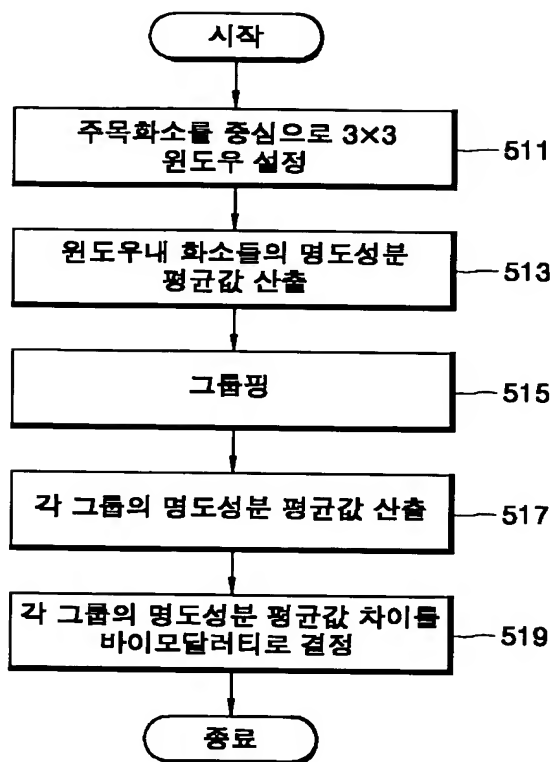 시작
주목화소를 중심으로 3×3
윈도우 설정
511
윈도우내 화소들의 명도성분
평균값 산출
513
그룹핑
515
각 그룹의 명도성분 평균값 산출
517
각 그룹의 명도성분 평균값 차이를
바이모달러티로 결정
519
종료